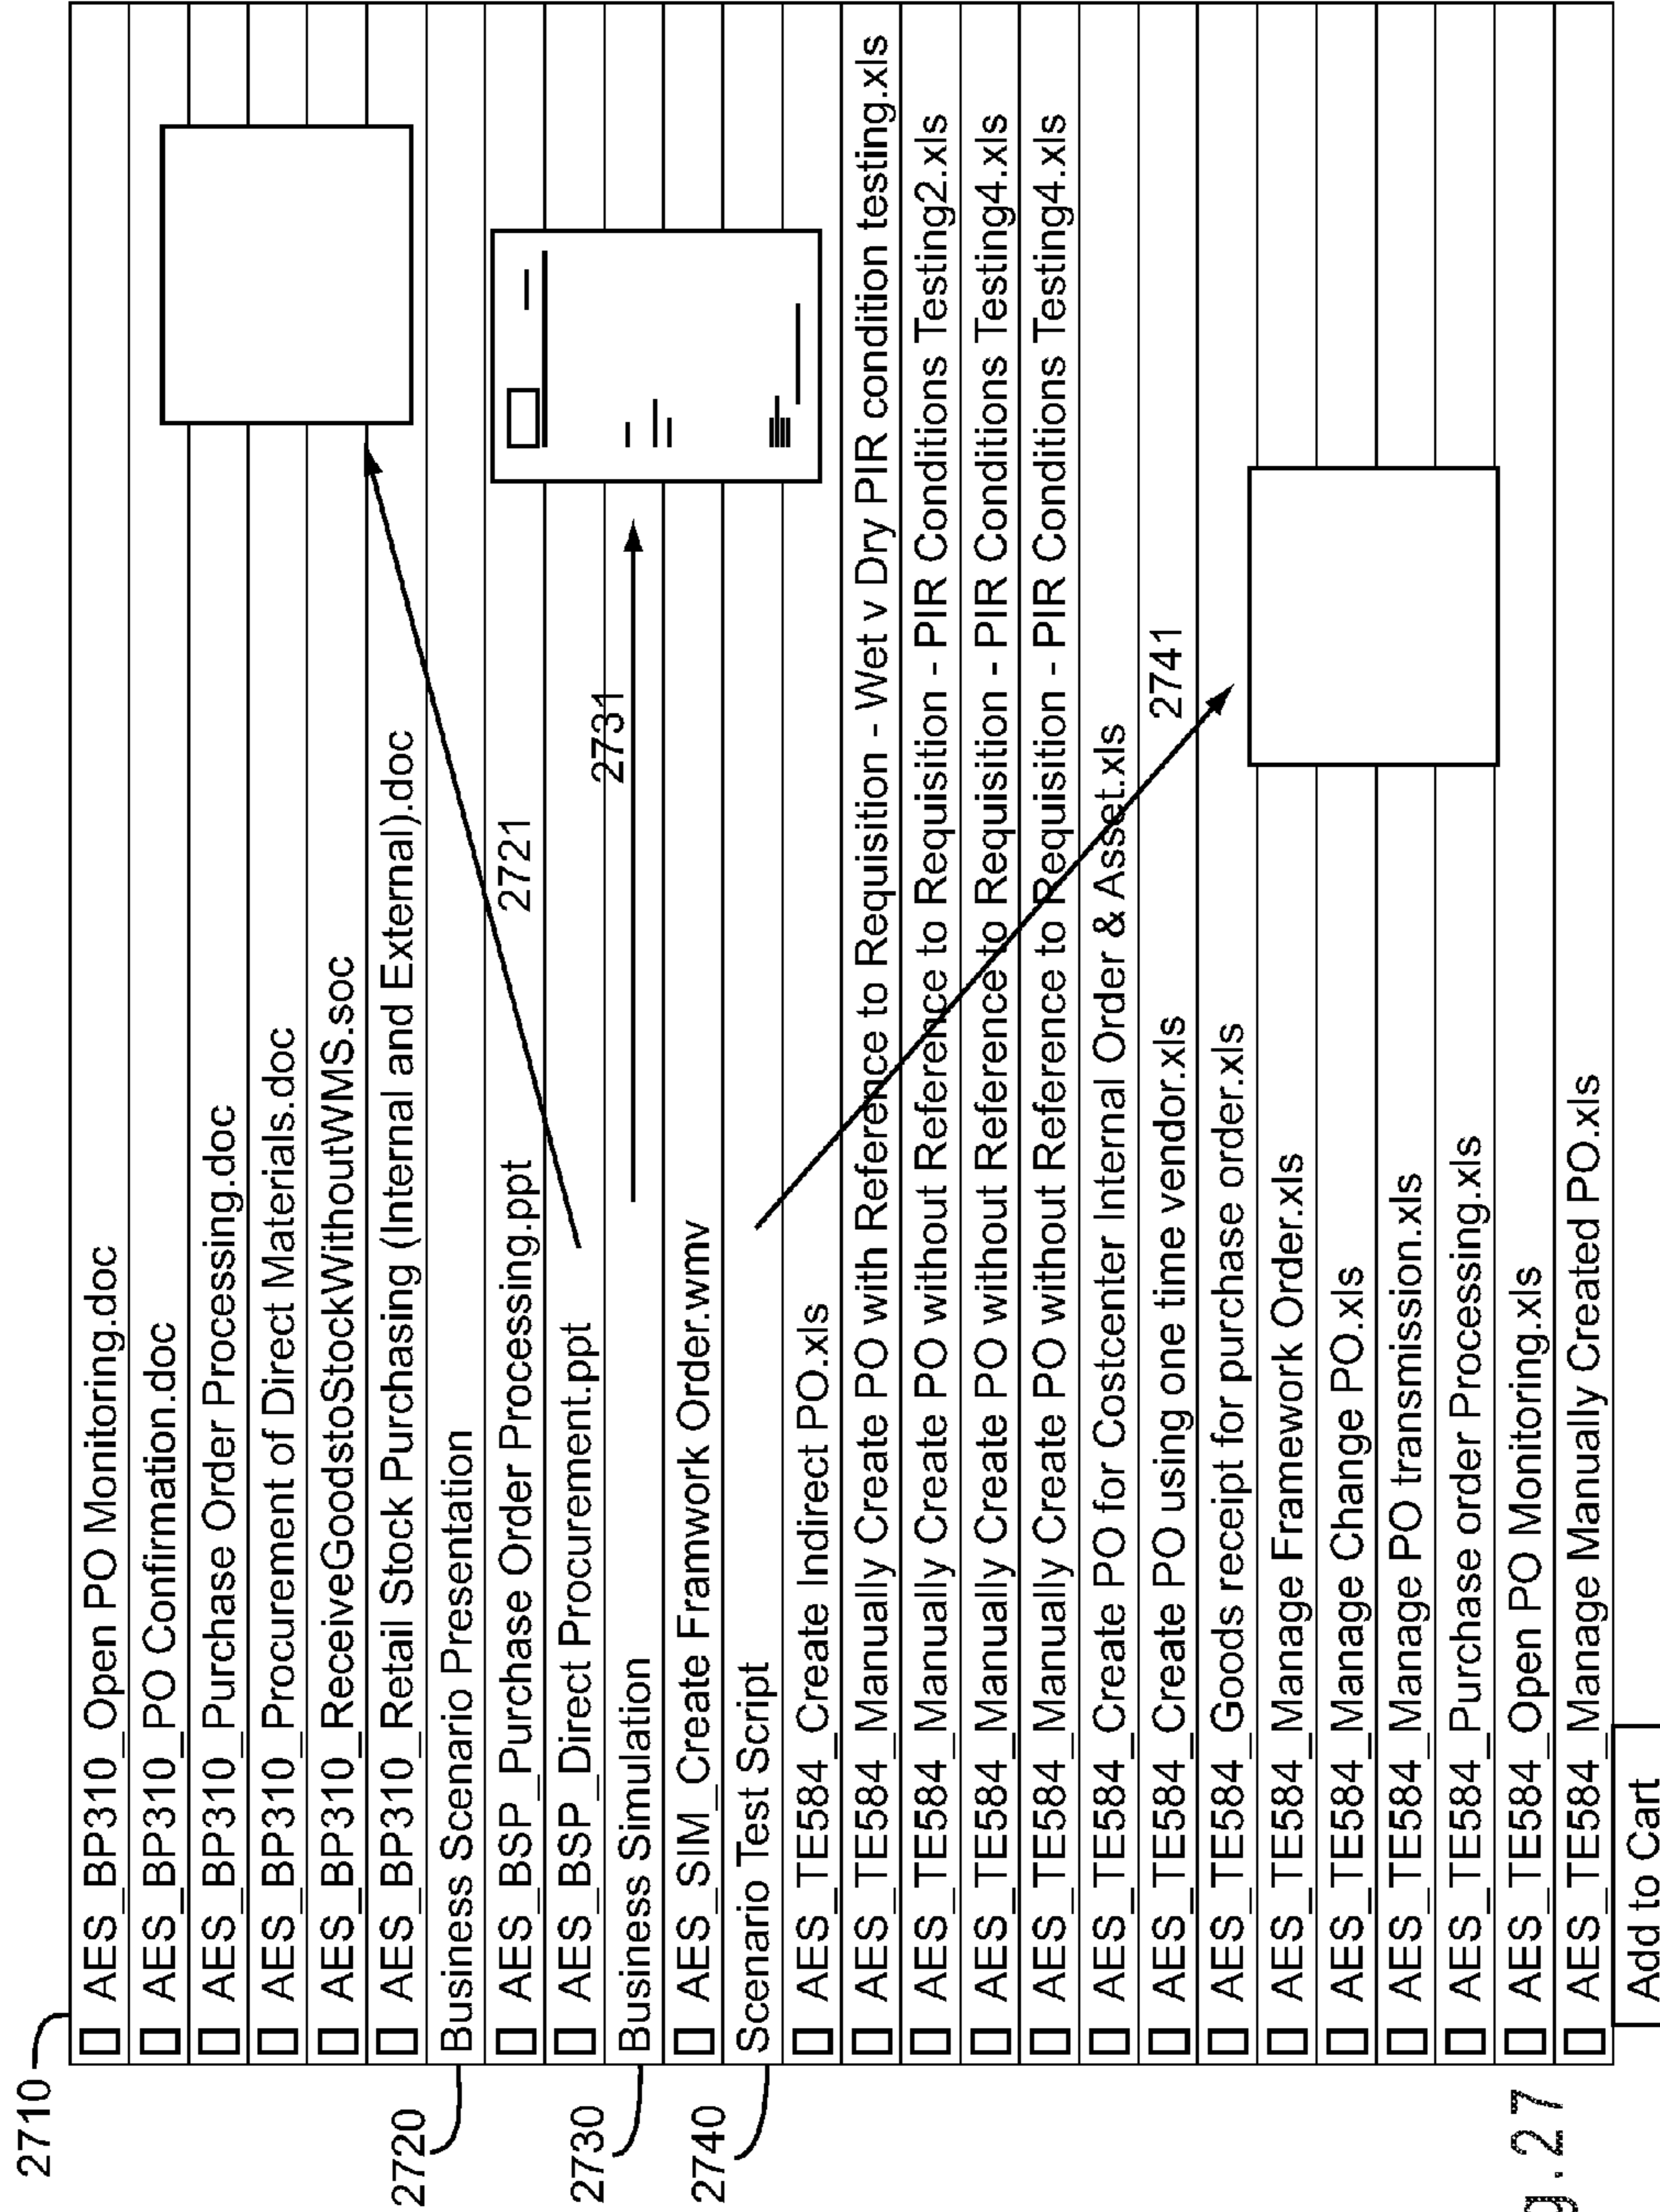 2710
AES_BP310_Open PO Monitoring.doc
AES_BP310_PO Confirmation.doc
AES_BP310_Purchase Order Processing.doc
AES_BP310_Procurement of Direct Materials.doc
AES_BP310_ReceiveGoodstoStockWithoutWMS.soc
AES_BP310_Retail Stock Purchasing (Internal and External).doc
2720
Business Scenario Presentation
AES_BSP_Purchase Order Processing.ppt
2721
AES_BSP_Direct Procurement.ppt
2730
Business Simulation
2731
AES_SIM_Create Framwork Order.wmv
2740
Scenario Test Script
AES_TE584_Create Indirect PO.xls
AES_TE584_Manually Create PO with Reference to Requisition - Wet v Dry PIR condition testing.xls
AES_TE584_Manually Create PO without Reference to Requisition - PIR Conditions Testing2.xls
AES_TE584_Manually Create PO without Reference to Requisition - PIR Conditions Testing4.xls
AES_TE584_Manually Create PO without Reference to Requisition - PIR Conditions Testing4.xls
AES_TE584_Create PO for Costcenter Internal Order & Asset.xls
AES_TE584_Create PO using one time vendor.xls
2741
AES_TE584_Goods receipt for purchase order.xls
AES_TE584_Manage Framework Order.xls
AES_TE584_Manage Change PO.xls
AES_TE584_Manage PO transmission.xls
AES_TE584_Purchase order Processing.xls
AES_TE584_Open PO Monitoring.xls
AES_TE584_Manage Manually Created PO.xls
Add to Cart
g.27